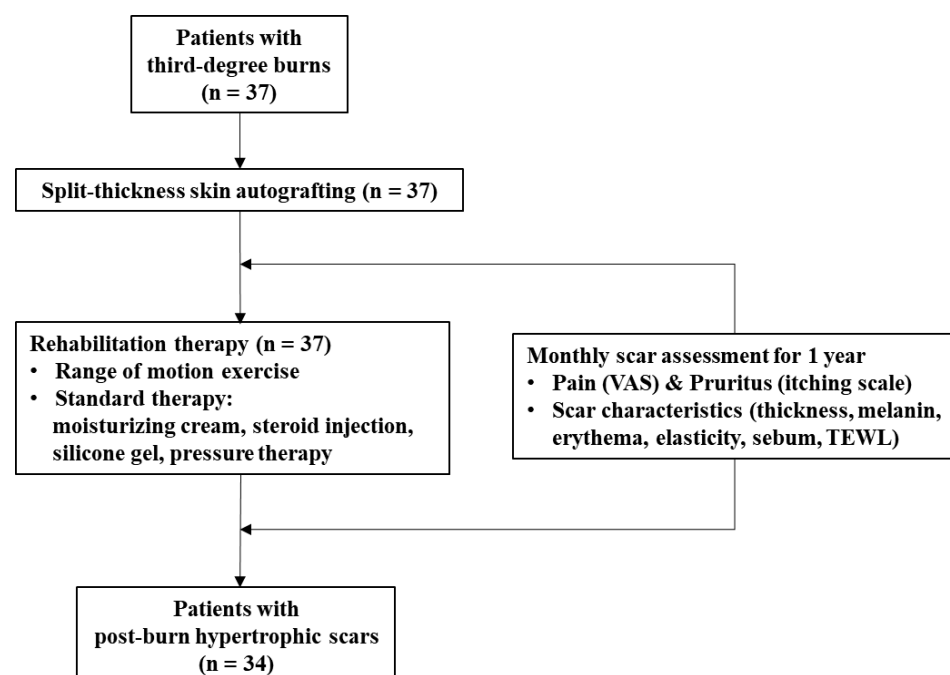 Patients with
third-degree burns
(n = 37)
Split-thickness skin autografting (n = 37)
Rehabilitation therapy (n = 37)
• Range of motion exercise
• Standard therapy:
moisturizing cream, steroid injection,
silicone gel, pressure therapy
Monthly scar assessment for 1 year
• Pain (VAS) & Pruritus (itching scale)
• Scar characteristics (thickness, melanin,
erythema, elasticity, sebum, TEWL)
Patients with
post-burn hypertrophic scars
(n = 34)